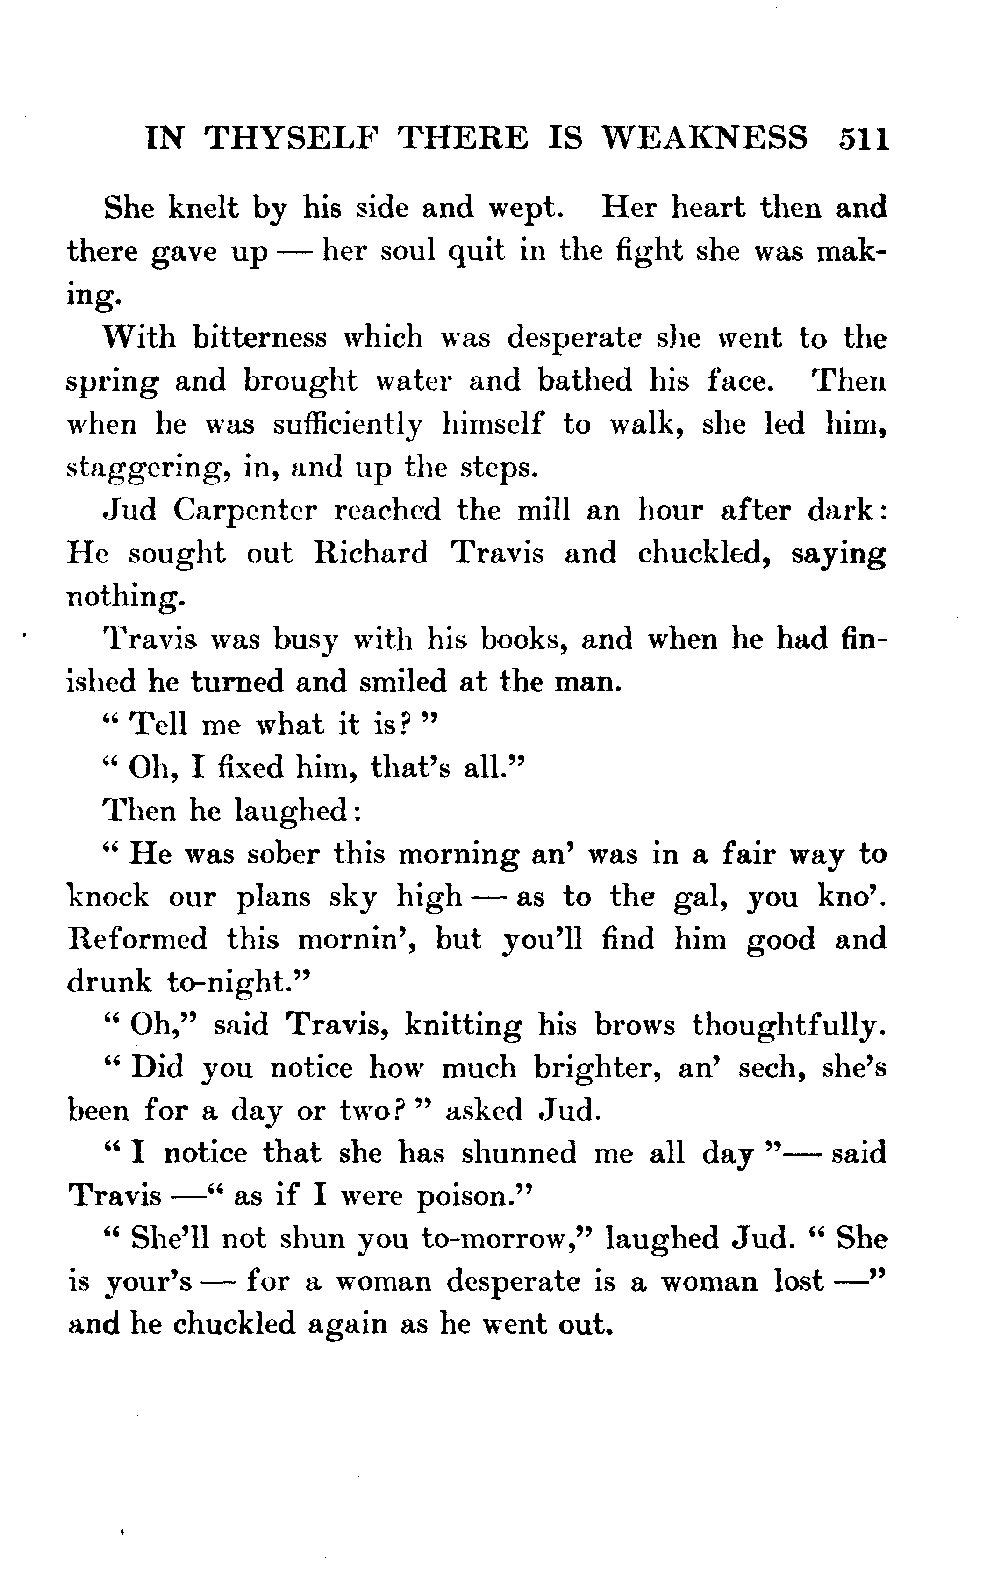 IN THYSELF THERE IS WEAKNESS 511
She knelt by his side and wept. Her heart then and
there gave up — her soul quit in the fight she was mak-
ing.
With bitterness which was desperate she went to the
spring and brought water and bathed his face. Then
when he was sufficiently himself to walk, she led him,
staggering, in, and up the steps.
Jud Carpenter reached the mill an hour after dark:
He sought out Richard Travis and chuckled, saying
nothing.
Travis was busy with his books, and when he had fin-
ished he turned and smiled at the man.
“ Tell me what it is? ”
“ Oh, I fixed him, that’s all.”
Then he laughed:
“ He was sober this morning an’ was in a fair way to
knock our plans sky high — as to the gal, you kno’.
Reformed this mornin’, but you’ll find him good and
drunk to-night.”
“ Oh,” said Travis, knitting his brows thoughtfully.
“ Did you notice how much brighter, an’ sech, she’s
been for a day or two? ” asked Jud.
“ I notice that she has shunned me all day ”— said
Travis —“ as if I were poison.”
“ She’ll not shun you to-morrow,” laughed Jud. “ She
is your’s — for a woman desperate is a woman lost —”
and he chuckled again as he went out.